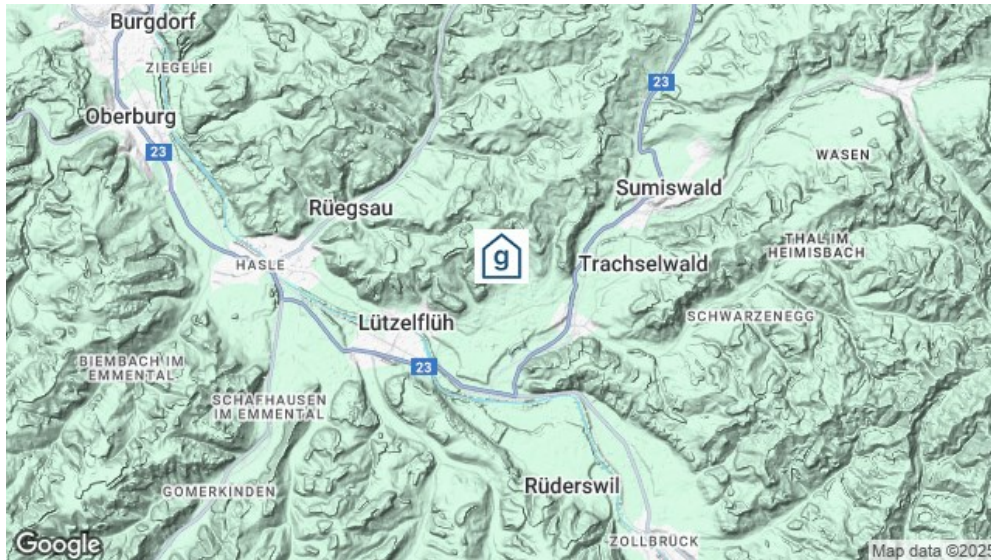 Burgdorf
ZIEGELEI
Oberburg
23
23
WASEN
Sumiswald
Rüegsau
THAL IM
HEIMISBACH
g
HASLE
Trachselwald
Lützelflüh
SCHWARZENEGG
BIEMBACH IM
EMMENTAL
23
SCHAFHAUSEN
IM EMMENTAL
GOMERKINDEN
Rüderswil
ZOLLBRÜCK
Google
Map data ©2025